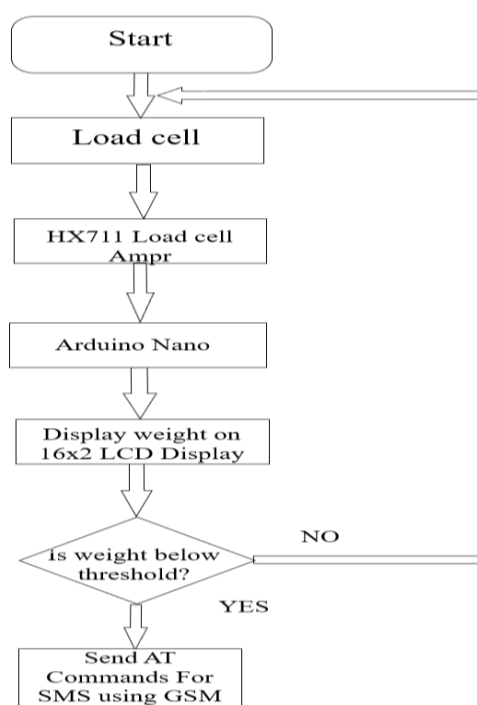 Start
Load cell
HX711 Load cell
Ampr
Arduino Nano
Display weight on
16x2 LCD Display
is weight below
threshold?
NO
YES
Send AT
Commands For
SMS using GSM